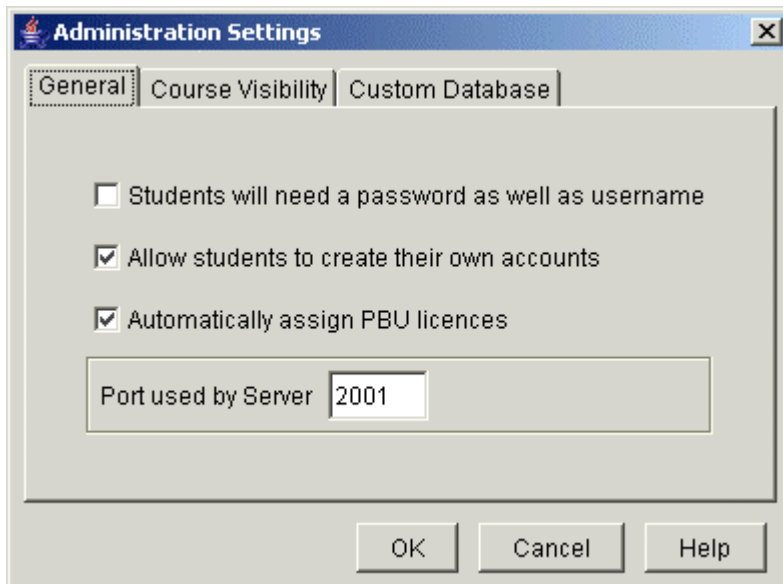 Administration Settings
General Course Visibility Custom Database
Students will need a password as well as username
Allow students to create their own accounts
Automatically assign PBU licences
Port used by Server 2001
OK Cancel Help